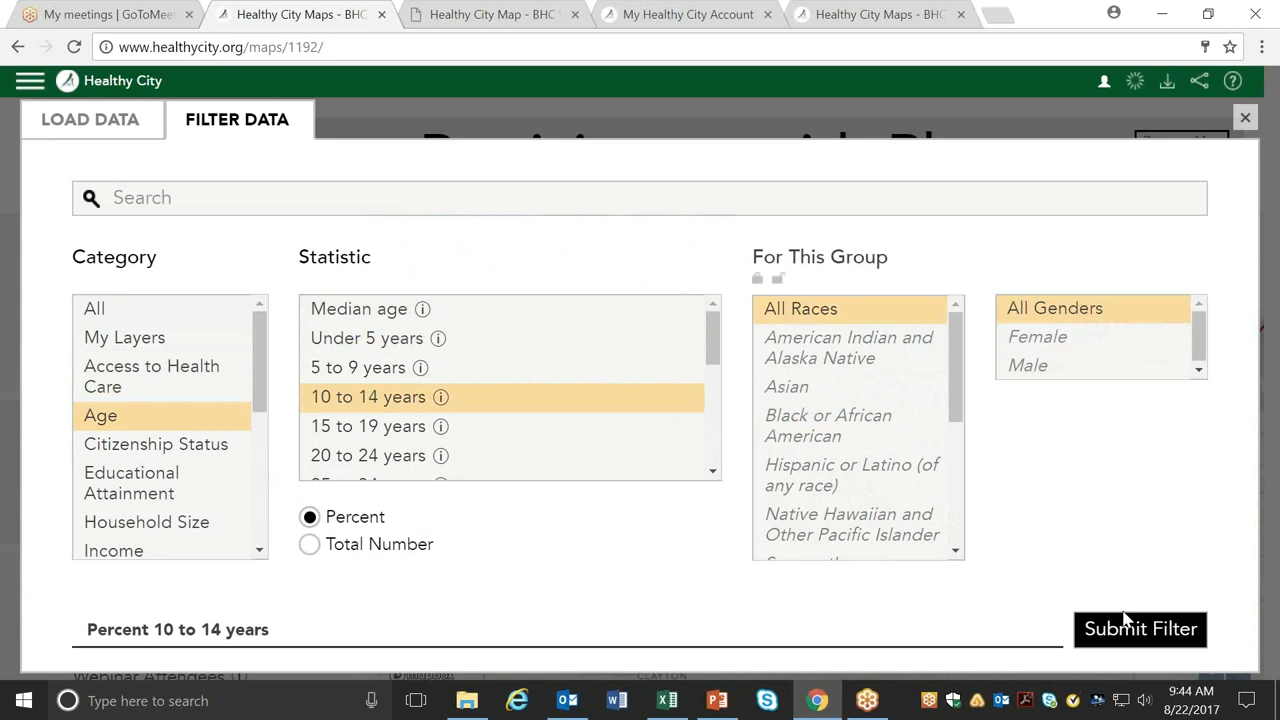 My meetings | GoToMeet
Healthy City Maps - BHC
Healthy City Map - BHC
My Healthy City Account
Healthy City Maps - BHC
www.healthycity.org/maps/1192/
Healthy City
LOAD DATA
FILTER DATA
Search
Category
Statistic
For This Group
All
My Layers
Access to Health
Care
Age
Citizenship Status
Educational
Attainment
Household Size
Income
Median age
Under 5 years
5 to 9 years
10 to 14 years
15 to 19 years
20 to 24 years
Percent
Total Number
All Races
American Indian and
Alaska Native
Asian
Black or African
American
Hispanic or Latino (of
any race)
Native Hawaiian and
Other Pacific Islander
All Genders
Female
Male
Percent 10 to 14 years
Submit Filter
Webinar Attendees
mapbox
CLAYTON
Type here to search
9:44 AM
8/22/2017